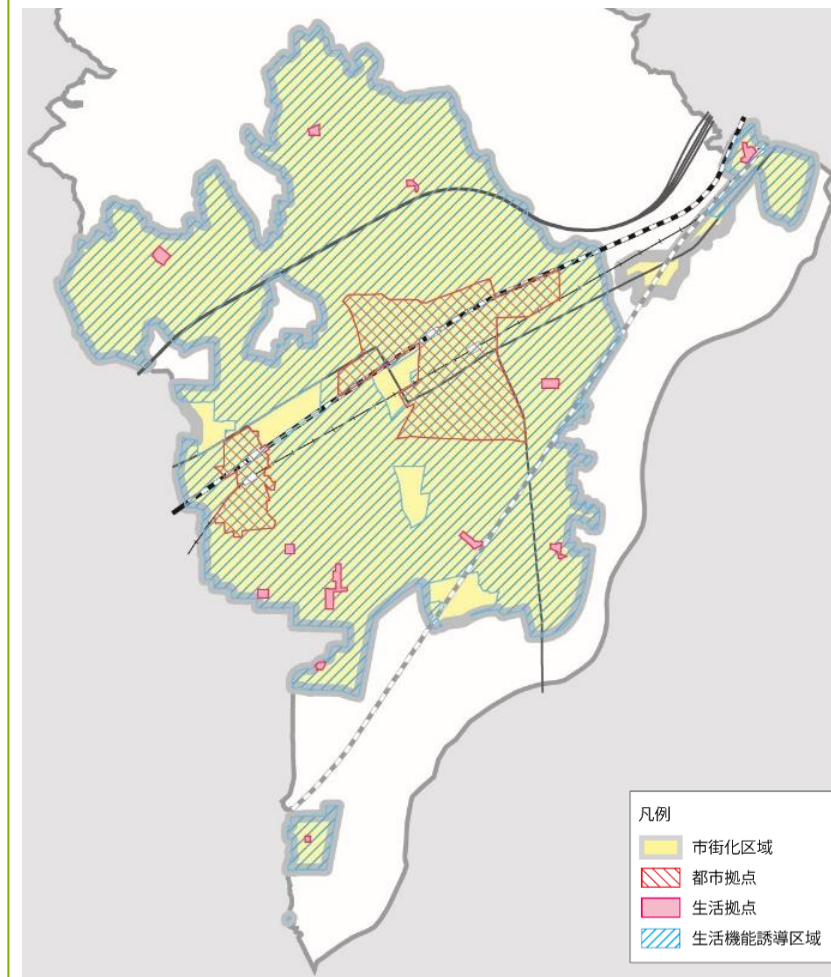 凡例
市街化区域
都市拠点
生活拠点
生活機能誘導区域